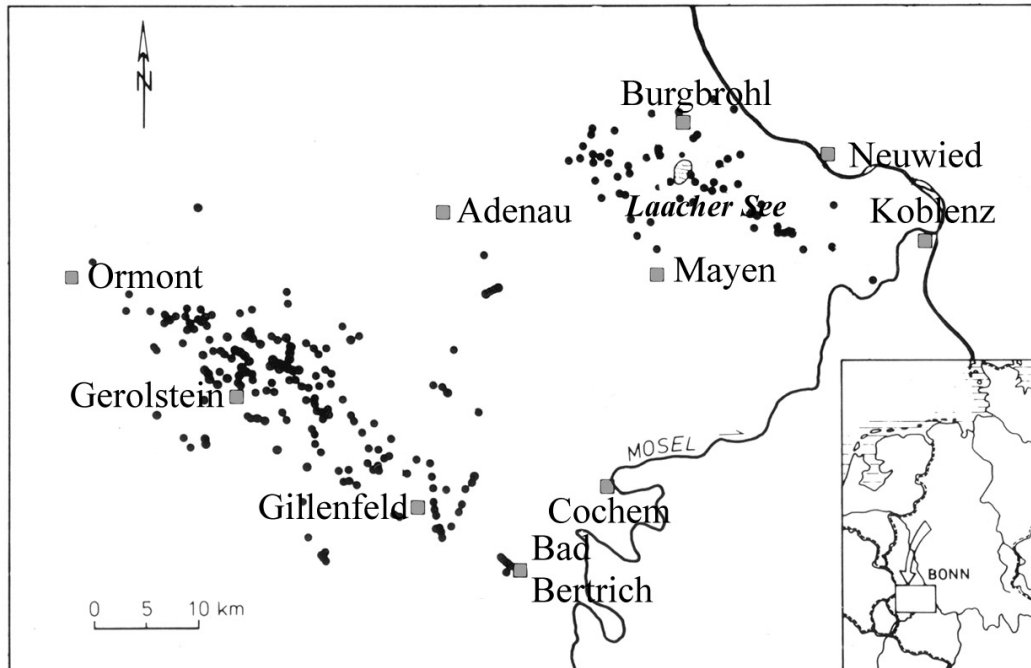 N
Burgbrohl
Neuwied
Laacher See
Adenau
Koblenz
Ormont
Mayen
Gerolstein
MOSEL
Gillenfeld
Cochem
Bad
Bertrich
BONN
0 5 10 km